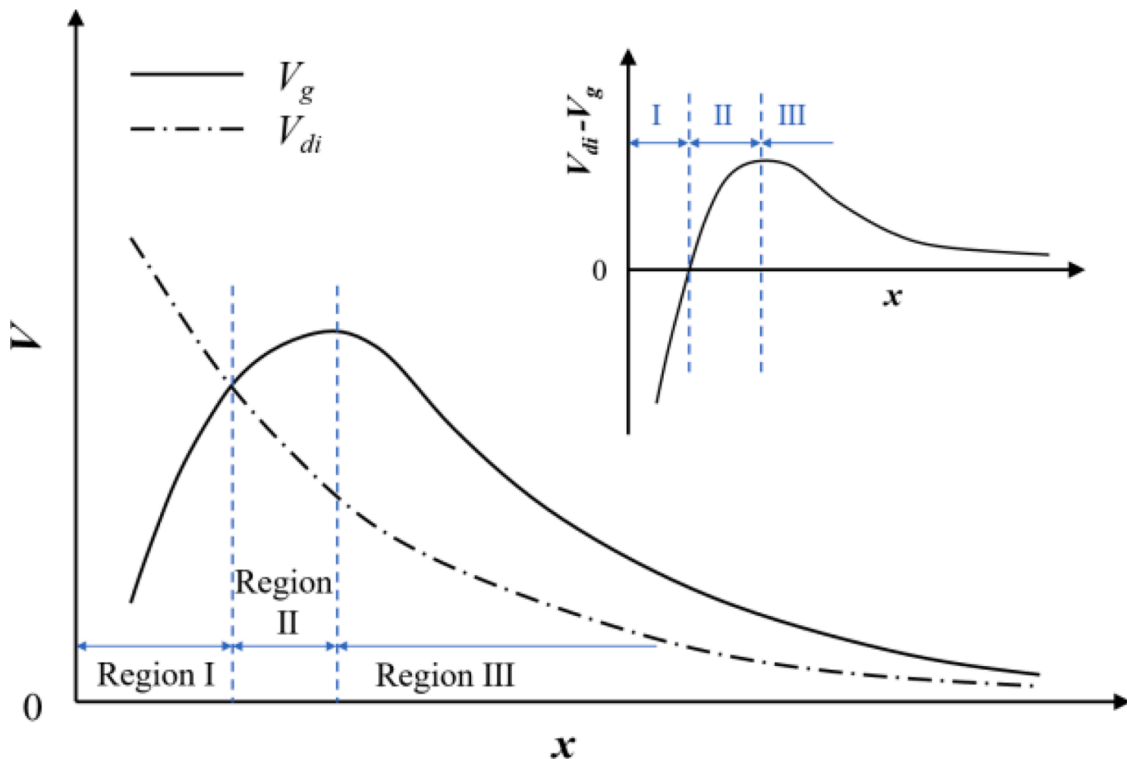 V_g
V_di
V_di-V_g
I
II
III
0
x
V
Region
II
Region I
Region III
0
x